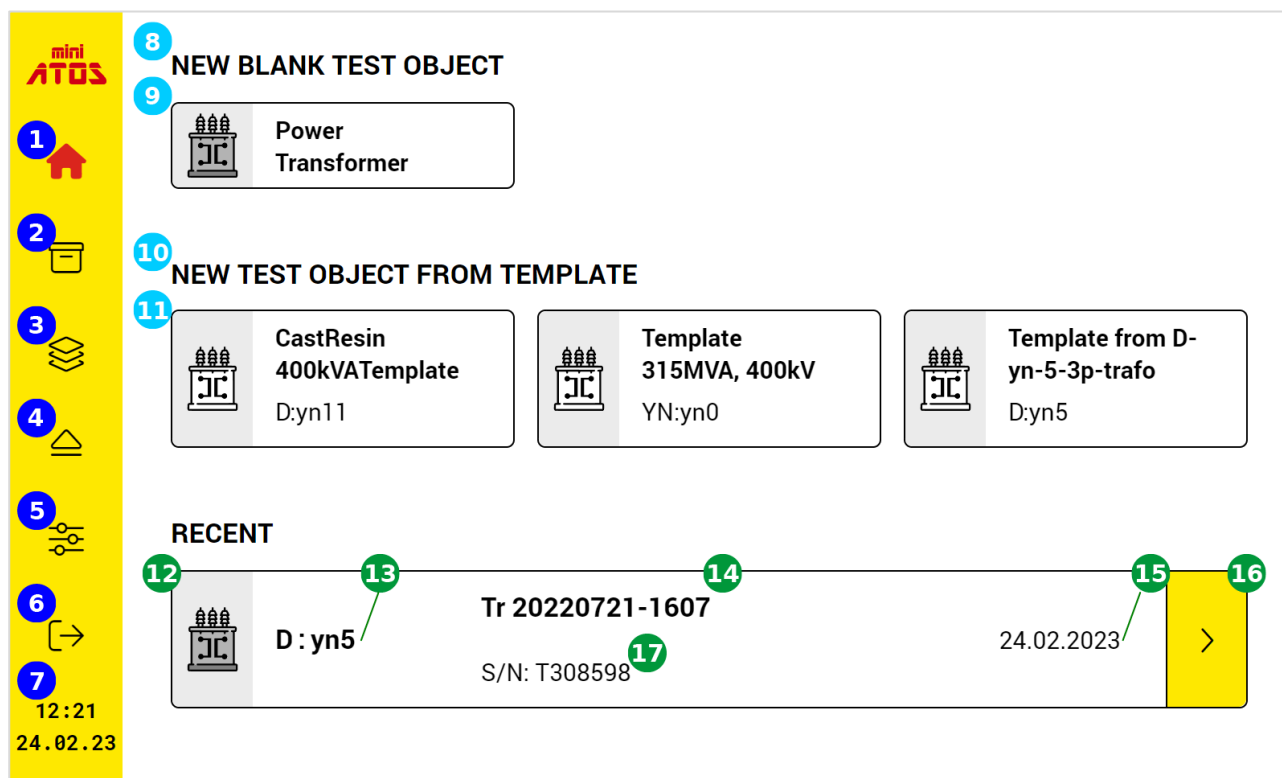 mini
ATOS
1
2
3
4
5
6
7
12:21
24.02.23
8
NEW BLANK TEST OBJECT
9
Power
Transformer
10
NEW TEST OBJECT FROM TEMPLATE
11
CastResin
400kVATemplate
D:yn11
Template
315MVA, 400kV
YN:yn0
Template from D-
yn-5-3p-trafo
D:yn5
RECENT
12
13
14
15
16
D : yn5
Tr 20220721-1607
24.02.2023
17
S/N: T308598